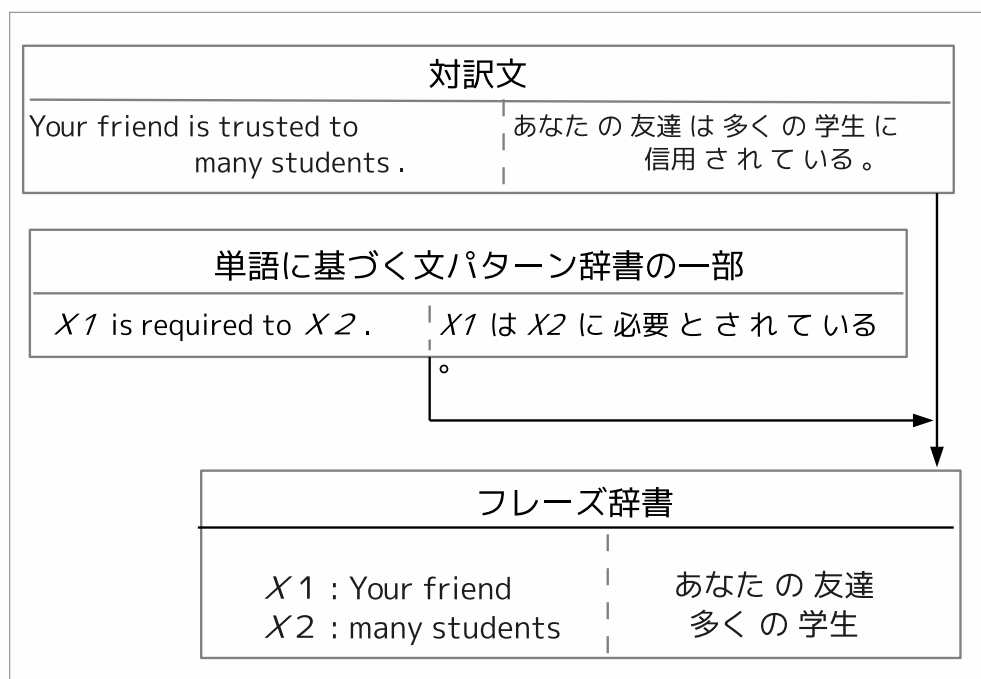 対訳文
Your friend is trusted to
many students .
あなた の 友達 は 多く の 学生 に
信用 さ れ て いる 。
単語に基づく文パターン辞書の一部
X1 is required to X2 .
X1 は X2 に 必要 と さ れ て いる
。
フレーズ辞書
X1 : Your friend
X2 : many students
あなた の 友達
多く の 学生